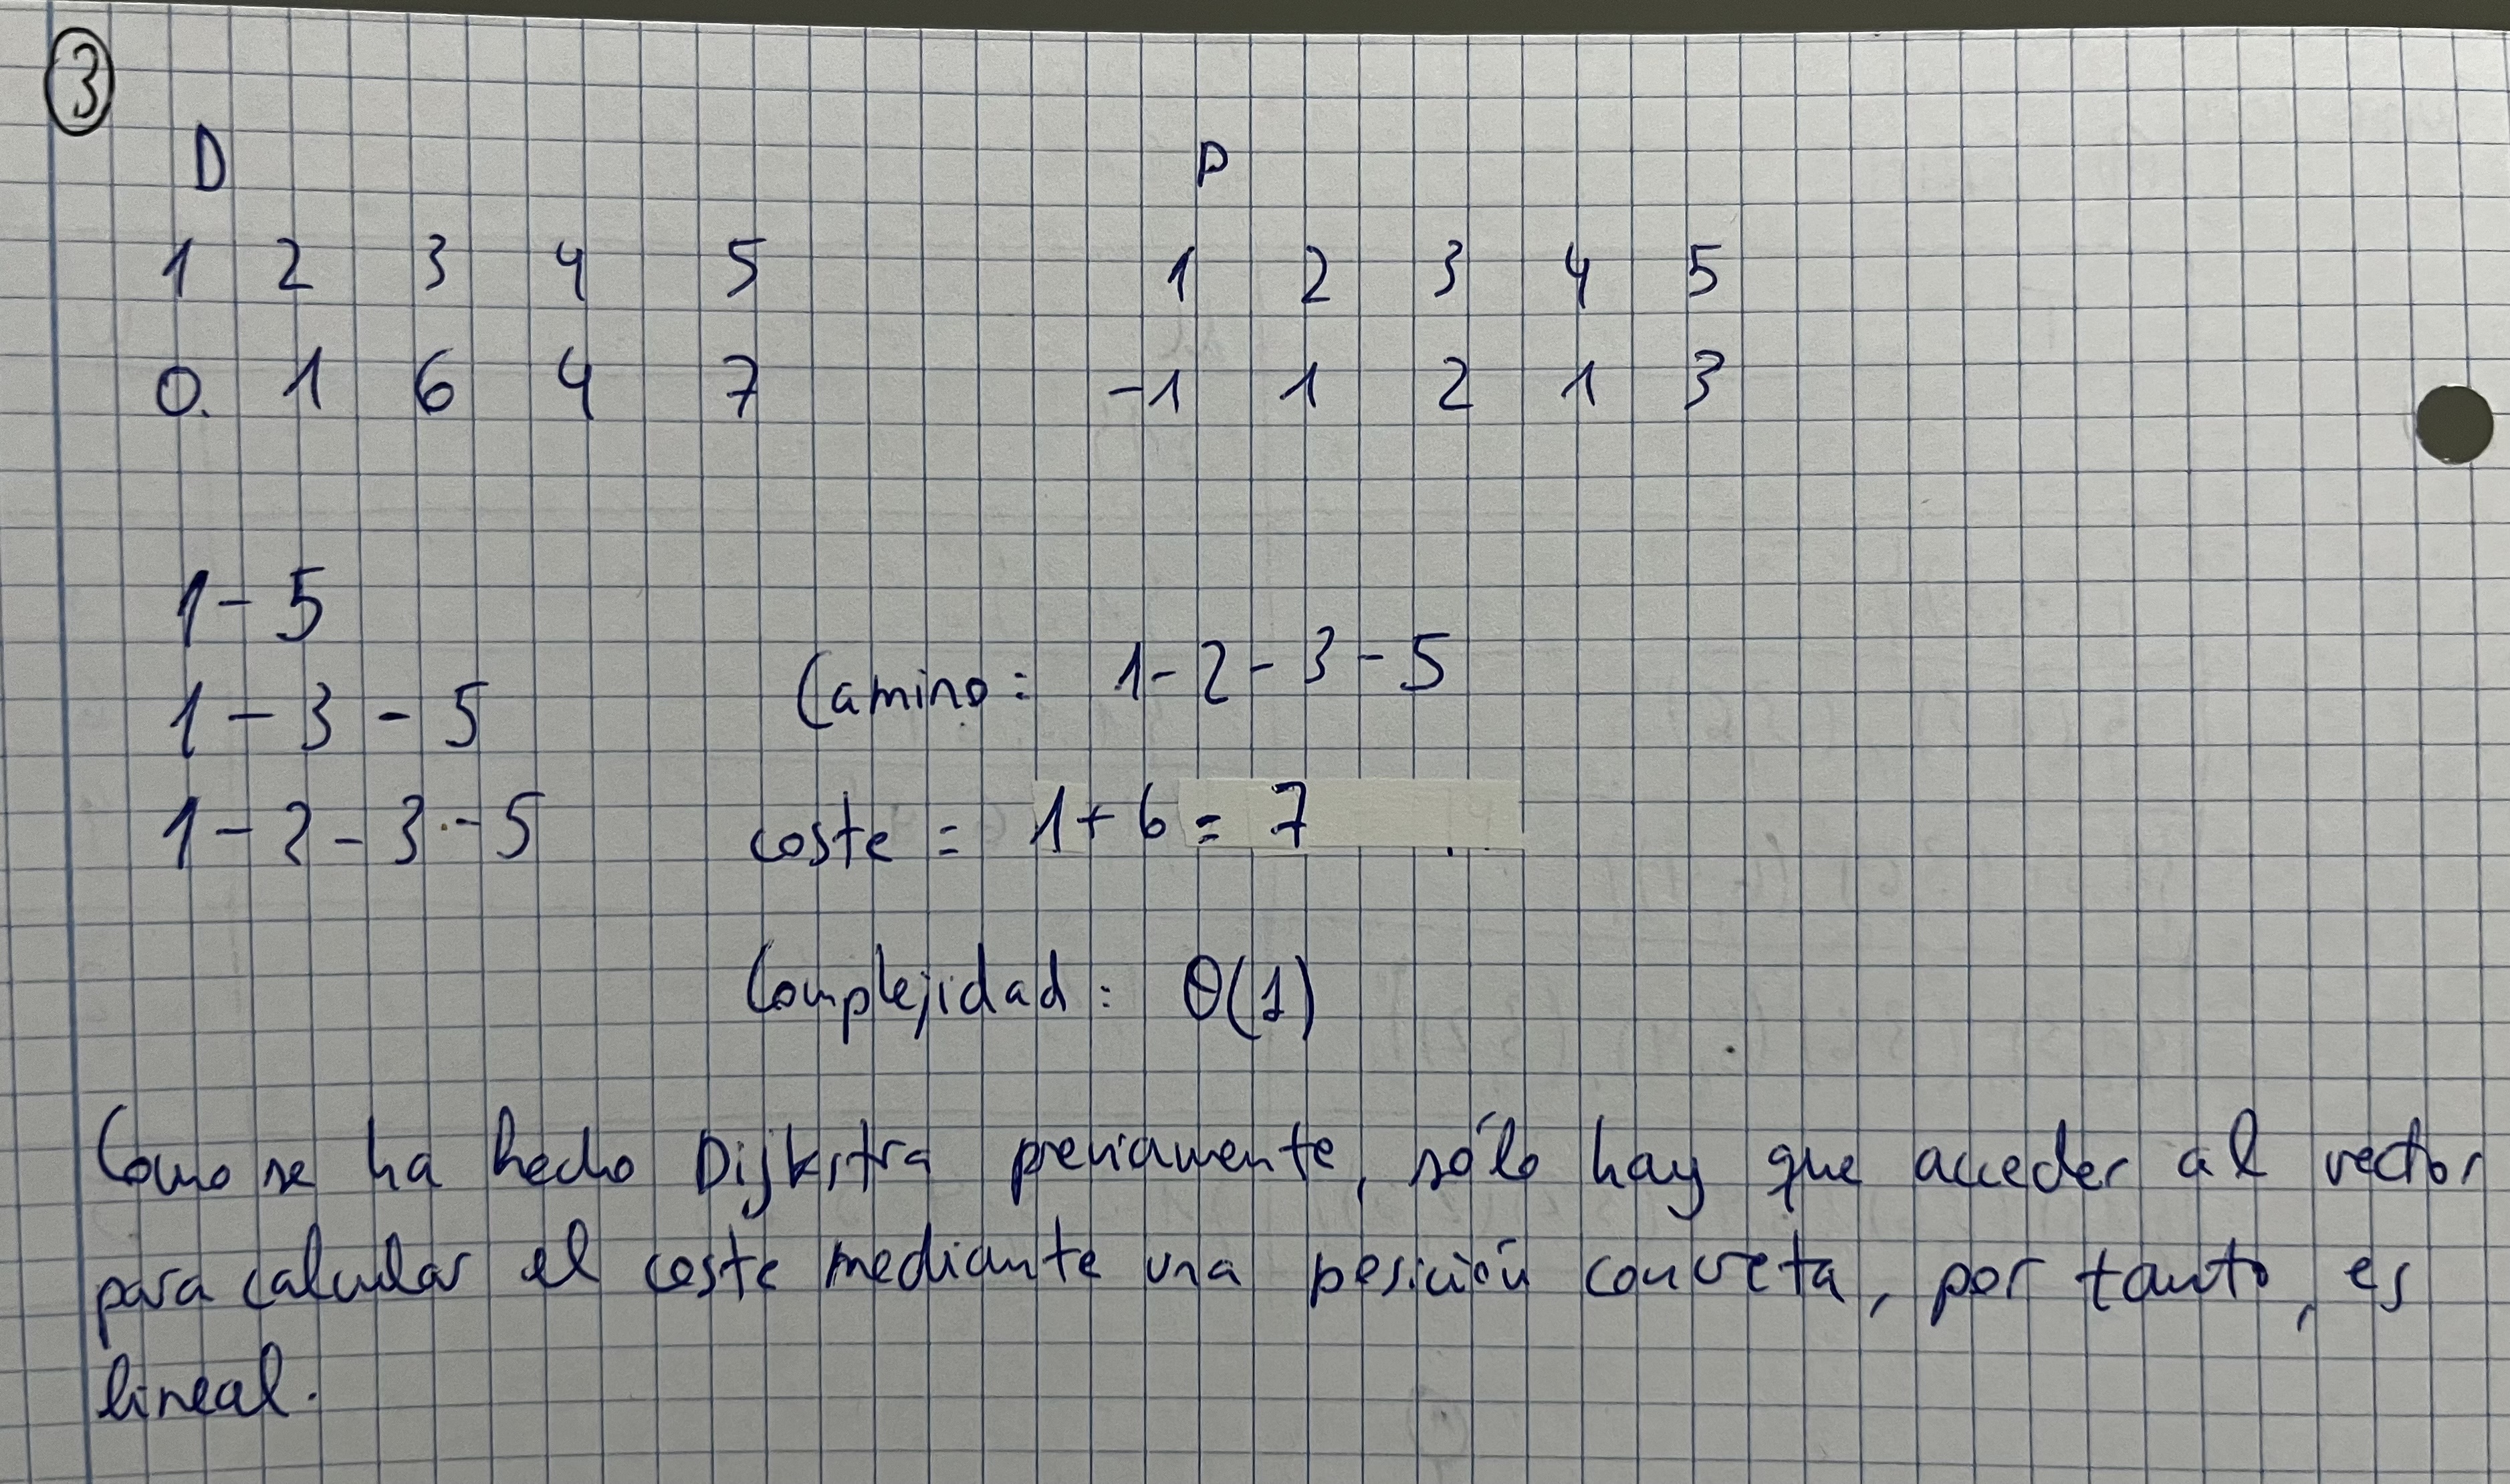 3
D
1 2 3 4 5
0. 1 6 4 7
P
1 2 3 4 5
-1 1 2 1 3
1 - 5
1 - 3 - 5
1 - 2 - 3 - 5
Camino: 1 - 2 - 3 - 5
coste = 1 + 6 = 7
Complejidad: Θ(1)
Como se ha hecho Dijkstra previamente, sólo hay que acceder al vector
para calcular el coste mediante una posición concreta, por tanto, es
lineal.